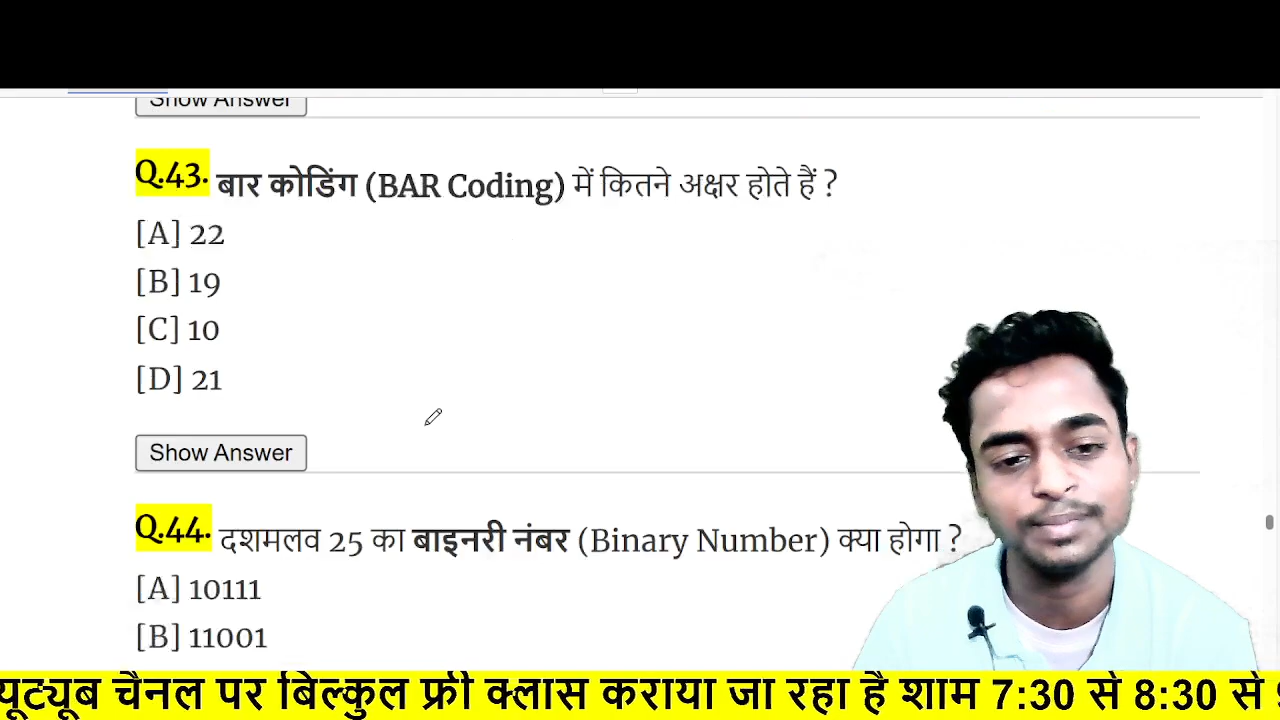 Show Answer
Q.43. बार कोडिंग (BAR Coding) में कितने अक्षर होते हैं ?
[A] 22
[B] 19
[C] 10
[D] 21
Show Answer
Q.44. दशमलव 25 का बाइनरी नंबर (Binary Number) क्या होगा ?
[A] 10111
[B] 11001
यूट्यूब चैनल पर बिल्कुल फ्री क्लास कराया जा रहा है शाम 7:30 से 8:30 से